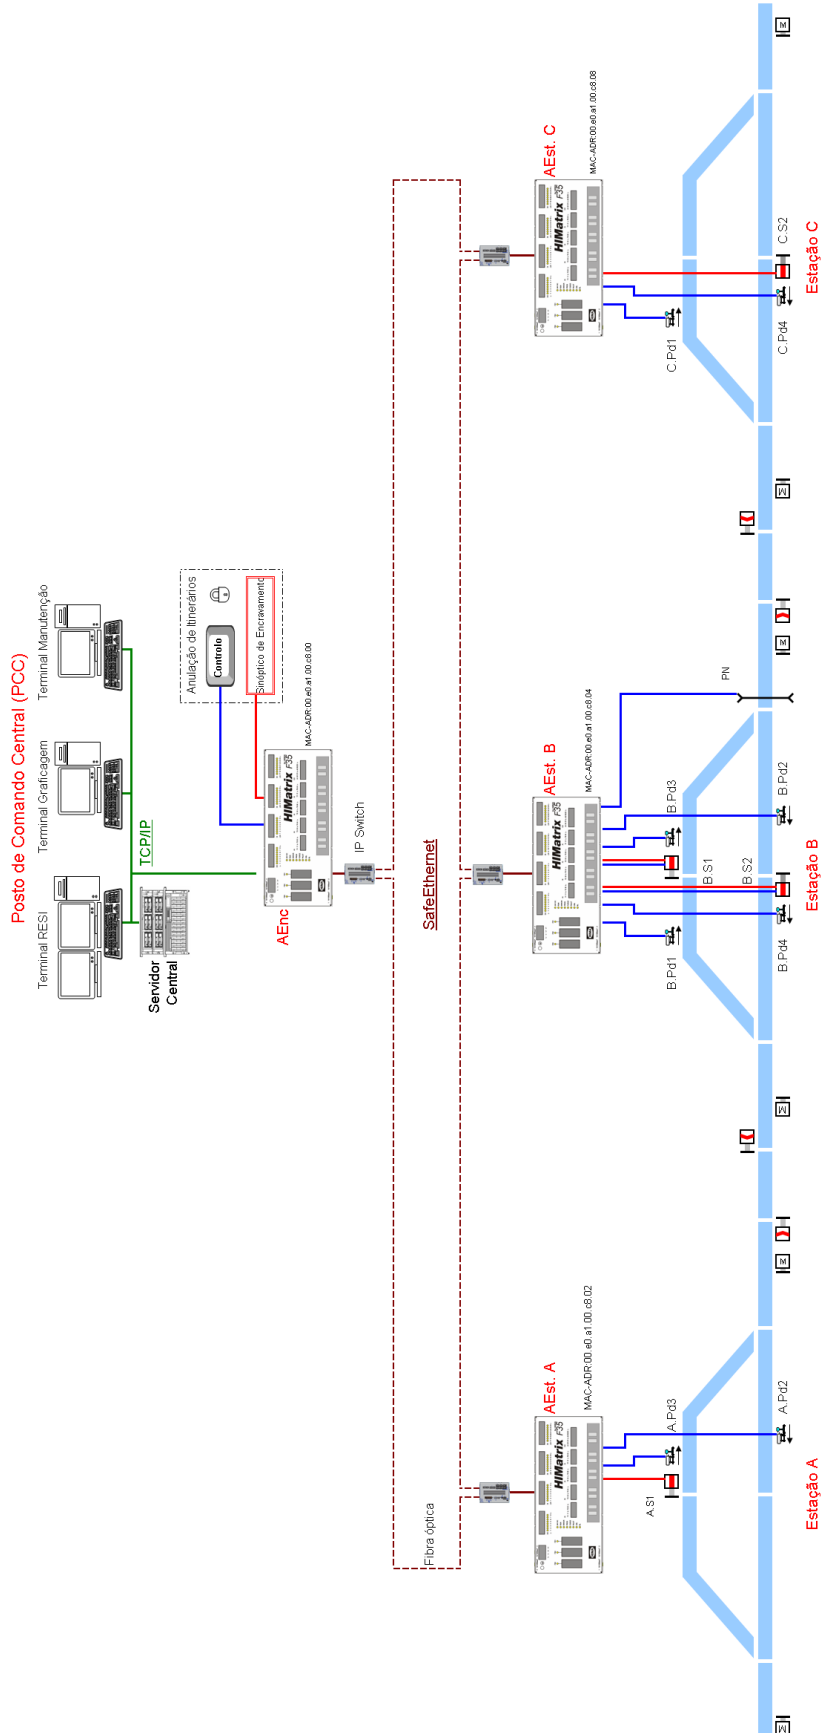 Posto de Comando Central (PCC)
Terminal RESI
Terminal Graficagem
Terminal Manutenção
Servidor
Central
TCP/IP
Anulação de Itinerários
Controlo
Sinóptico de Encravamento
AEnc
HIMatrix F35
MAC-ADR:00.e0.a1.00.c8.00
IP Switch
SafeEthernet
Fibra óptica
AEst. A
HIMatrix F35
MAC-ADR:00.e0.a1.00.c8.02
AEst. B
HIMatrix F35
MAC-ADR:00.e0.a1.00.c8.04
AEst. C
HIMatrix F35
MAC-ADR:00.e0.a1.00.c8.08
A.S1
A.Pd3
A.Pd2
B.Pd1
B.Pd4
B.S1
B.S2
B.Pd3
B.Pd2
PN
C.Pd1
C.Pd4
C.S2
M
M
M
M
M
M
Estação A
Estação B
Estação C